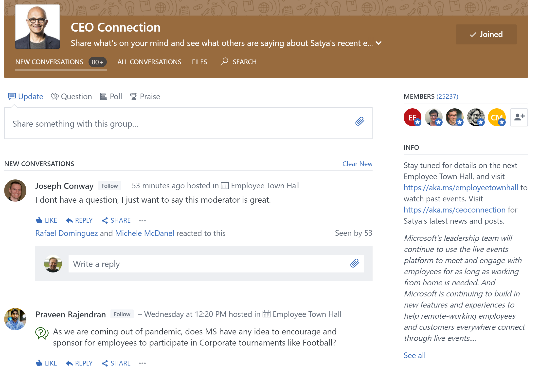 CEO Connection
Share what's on your mind and see what others are saying about Satya's recent e...
Joined
NEW CONVERSATIONS 80+ ALL CONVERSATIONS FILES SEARCH
Update Question Poll Praise
Share something with this group...
NEW CONVERSATIONS
Clear New
Joseph Conway Follow – 53 minutes ago hosted in Employee Town Hall
I dont have a question, I just want to say this moderator is great
LIKE REPLY SHARE ···
Rafael Dominguez and Michele McDanel reacted to this
Seen by 53
Write a reply
Praveen Rajendran Follow – Wednesday at 12:20 PM hosted in Employee Town Hall
As we are coming out of pandemic, does MS have any idea to encourage and
sponsor for employees to participate in Corporate tournaments like Football?
LIKE REPLY SHARE ···
MEMBERS (25237)
EE
CM
INFO
Stay tuned for details on the next
Employee Town Hall, and visit
https://aka.ms/employeetownhall to
watch past events. Visit
https://aka.ms/ceoconnection for
Satya's latest news and posts.
Microsoft's leadership team will
continue to use the live events
platform to meet and engage with
employees for as long as working
from home is needed. And
Microsoft is continuing to build in
new features and experiences to
help remote-working employees
and customers everywhere connect
through live events....
See all